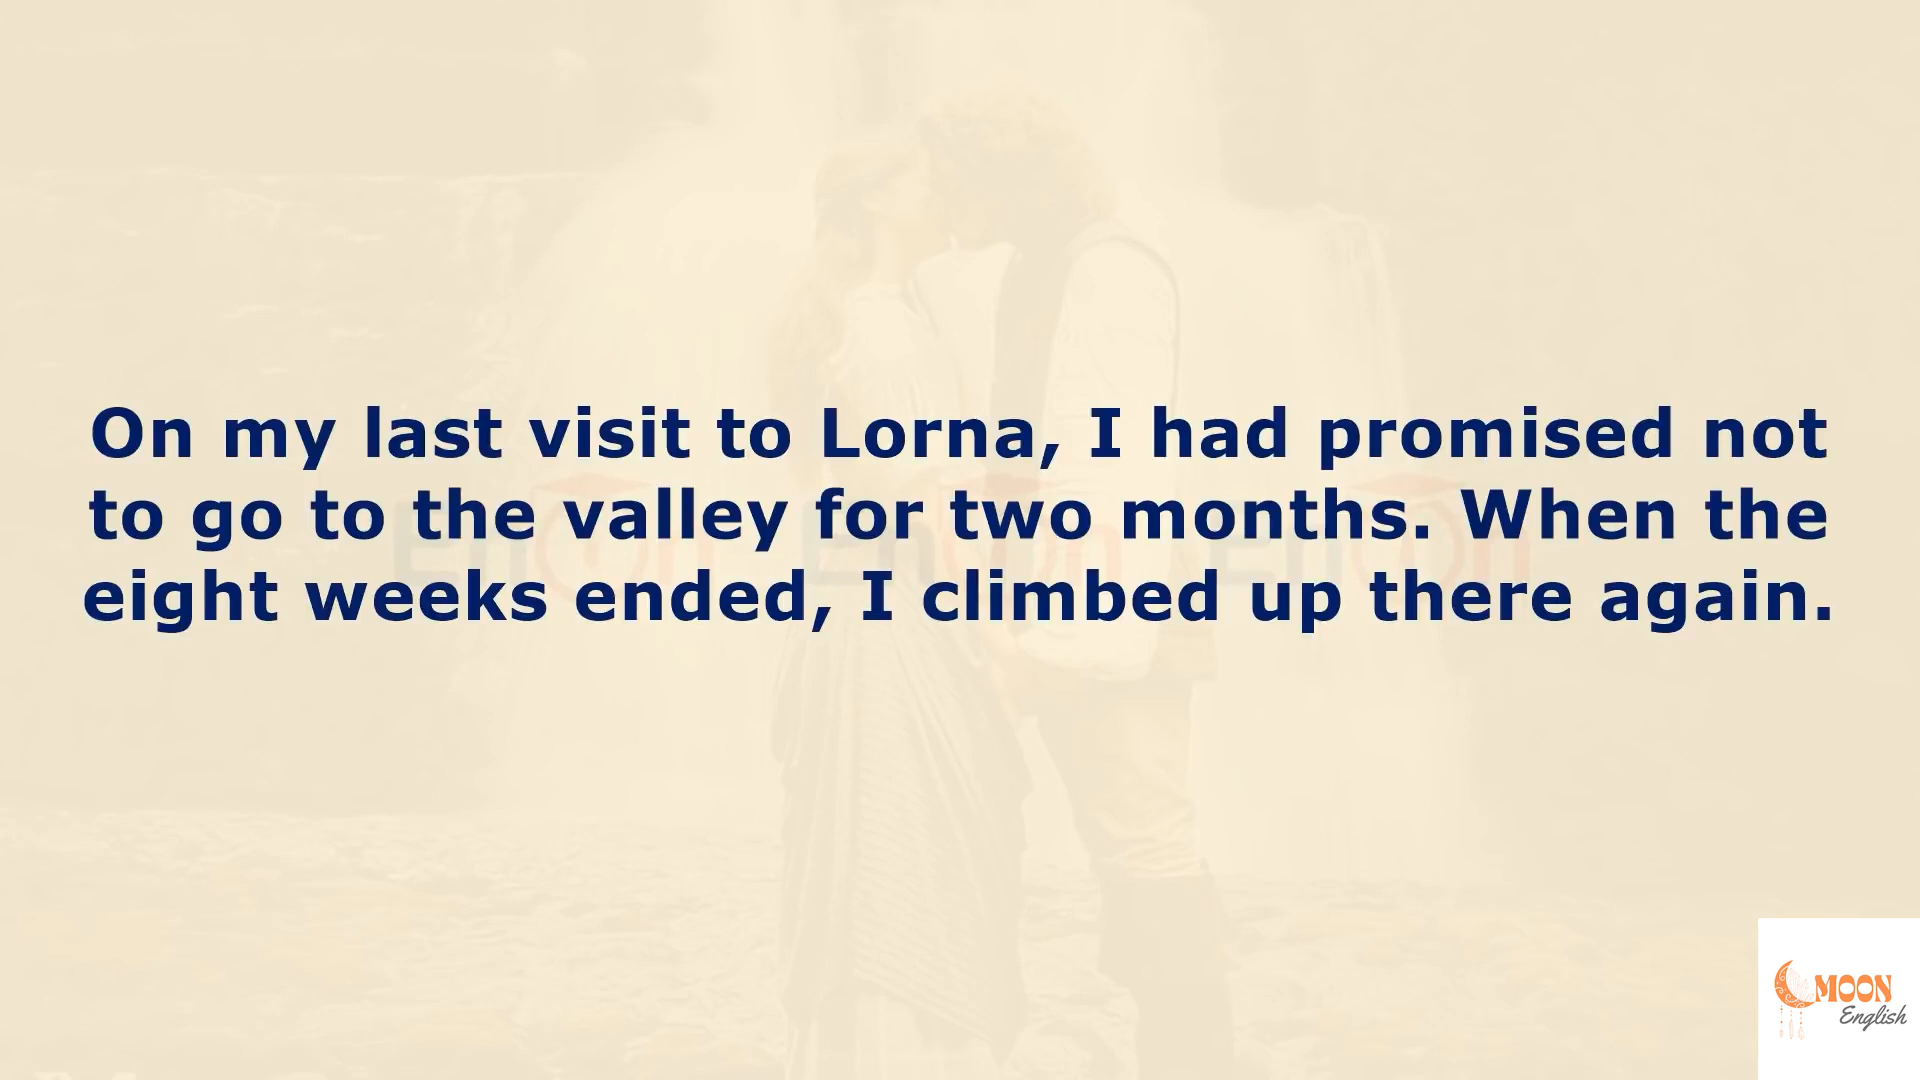 On my last visit to Lorna, I had promised not
to go to the valley for two months. When the
eight weeks ended, I climbed up there again.
MOON
English